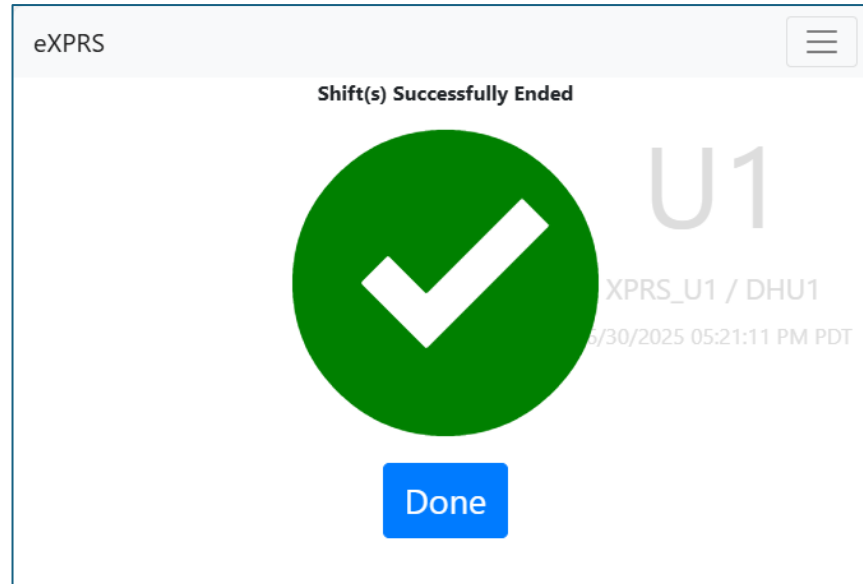 eXPRS
Shift(s) Successfully Ended
U1
XPRS_U1 / DHU1
/30/2025 05:21:11 PM PDT
Done